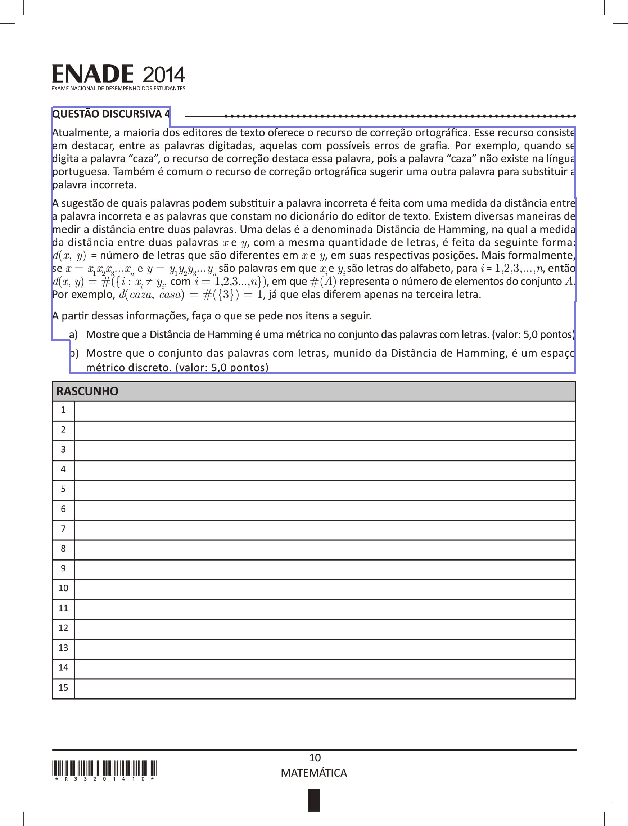 ENADE 2014
EXAME NACIONAL DE DESEMPENHO DOS ESTUDANTES
QUESTÃO DISCURSIVA 4
Atualmente, a maioria dos editores de texto oferece o recurso de correção ortográfica. Esse recurso consiste
em destacar, entre as palavras digitadas, aquelas com possíveis erros de grafia. Por exemplo, quando se
digita a palavra “caza”, o recurso de correção destaca essa palavra, pois a palavra “caza” não existe na língua
portuguesa. Também é comum o recurso de correção ortográfica sugerir uma outra palavra para substituir a
palavra incorreta.
A sugestão de quais palavras podem substituir a palavra incorreta é feita com uma medida da distância entre
a palavra incorreta e as palavras que constam no dicionário do editor de texto. Existem diversas maneiras de
medir a distância entre duas palavras. Uma delas é a denominada Distância de Hamming, na qual a medida
da distância entre duas palavras x e y, com a mesma quantidade de letras, é feita da seguinte forma:
d(x, y) = número de letras que são diferentes em x e y, em suas respectivas posições. Mais formalmente,
se x = x₁x₂x₃...xₙ e y = y₁y₂y₃...yₙ são palavras em que xᵢ e yᵢ são letras do alfabeto, para i = 1,2,3,...,n, então
d(x, y) = #({i : xᵢ ≠ yᵢ, com i = 1,2,3...,n}), em que #(A) representa o número de elementos do conjunto A.
Por exemplo, d(caza, casa) = #({3}) = 1, já que elas diferem apenas na terceira letra.
A partir dessas informações, faça o que se pede nos itens a seguir.
a) Mostre que a Distância de Hamming é uma métrica no conjunto das palavras com letras. (valor: 5,0 pontos)
b) Mostre que o conjunto das palavras com letras, munido da Distância de Hamming, é um espaço
métrico discreto. (valor: 5,0 pontos)
RASCUNHO
1
2
3
4
5
6
7
8
9
10
11
12
13
14
15
10
MATEMÁTICA
*R3320141​0*